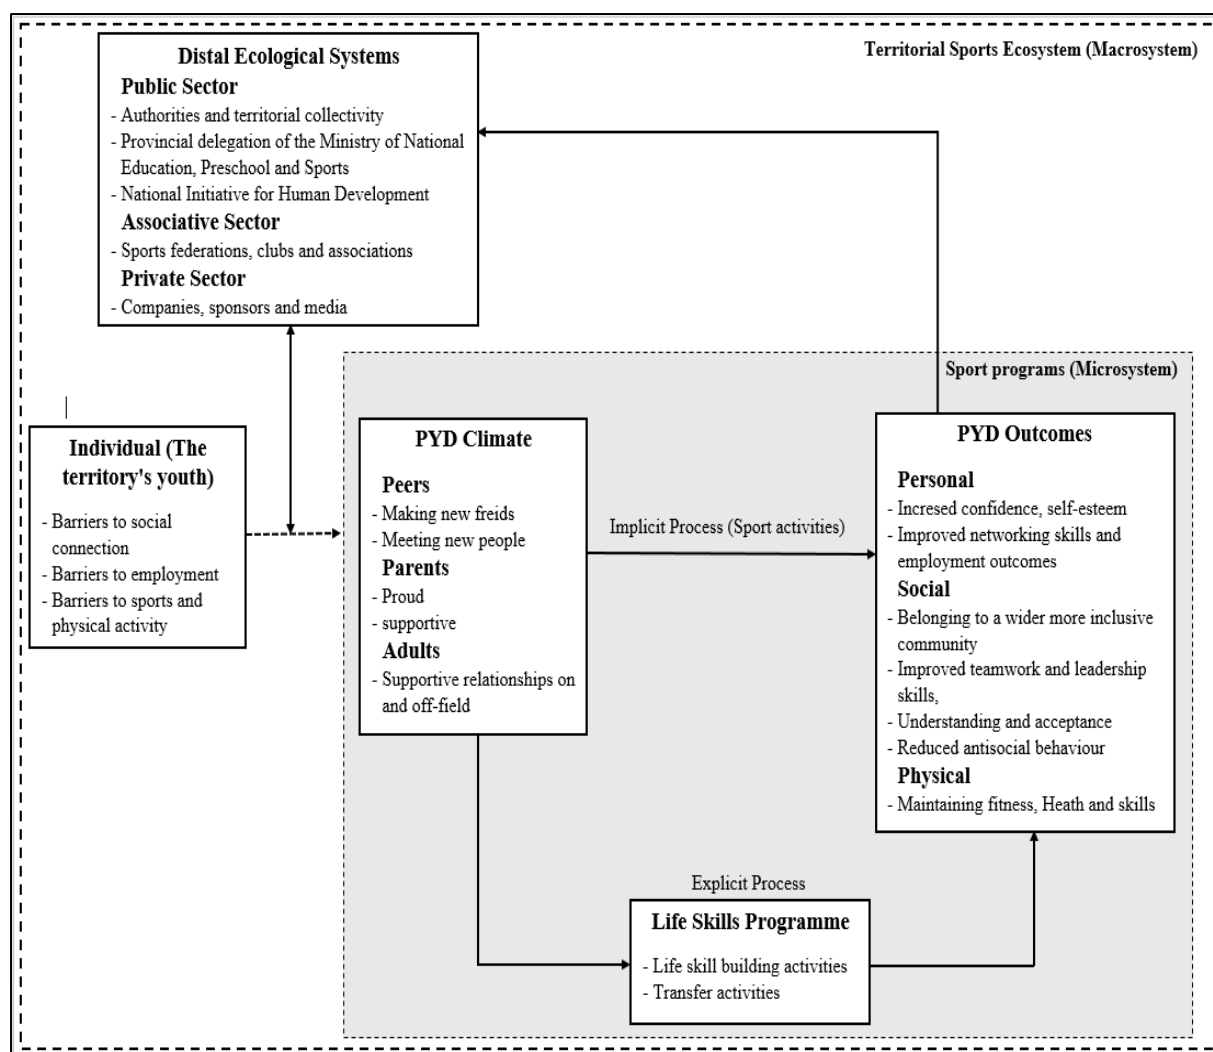 Territorial Sports Ecosystem (Macrosystem)
Distal Ecological Systems
Public Sector
- Authorities and territorial collectivity
- Provincial delegation of the Ministry of National
Education, Preschool and Sports
- National Initiative for Human Development
Associative Sector
- Sports federations, clubs and associations
Private Sector
- Companies, sponsors and media
Sport programs (Microsystem)
Individual (The
territory's youth)
- Barriers to social
connection
- Barriers to employment
- Barriers to sports and
physical activity
PYD Climate
Peers
- Making new freids
- Meeting new people
Parents
- Proud
- supportive
Adults
- Supportive relationships on
and off-field
Implicit Process (Sport activities)
PYD Outcomes
Personal
- Incresed confidence, self-esteem
- Improved networking skills and
employment outcomes
Social
- Belonging to a wider more inclusive
community
- Improved teamwork and leadership
skills,
- Understanding and acceptance
- Reduced antisocial behaviour
Physical
- Maintaining fitness, Heath and skills
Explicit Process
Life Skills Programme
- Life skill building activities
- Transfer activities